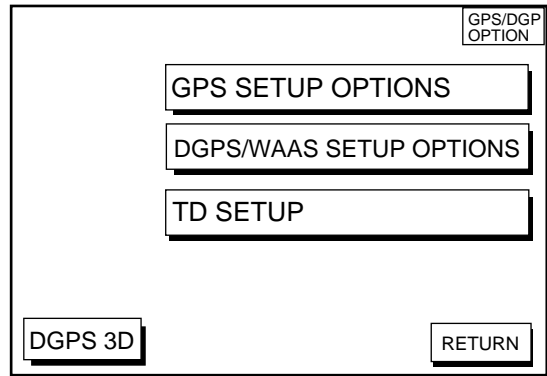 GPS/DGP
OPTION
GPS SETUP OPTIONS
DGPS/WAAS SETUP OPTIONS
TD SETUP
DGPS 3D
RETURN